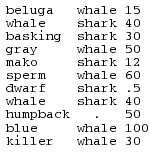 beluga whale 15
whale shark 40
basking shark 30
gray whale 50
mako shark 12
sperm whale 60
dwarf shark .5
whale shark 40
humpback . 50
blue whale 100
killer whale 30